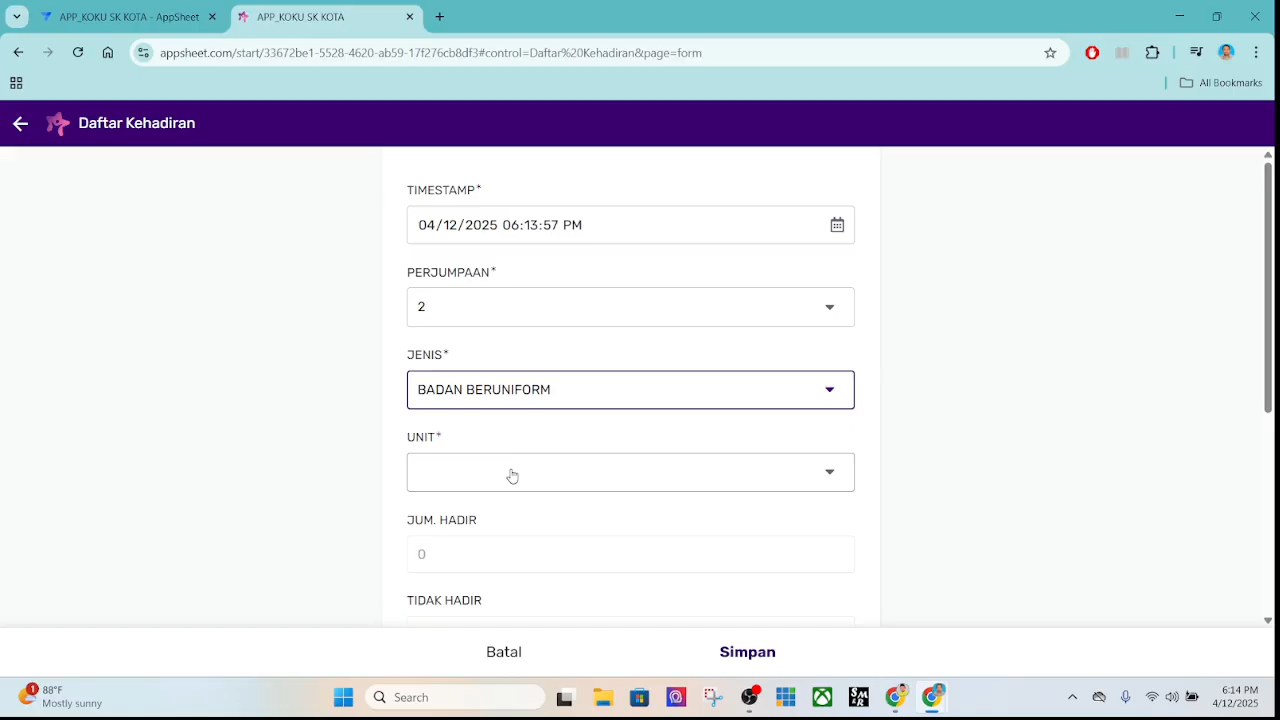 APP_KOKU SK KOTA - AppSheet
APP_KOKU SK KOTA
appsheet.com/start/33672be1-5528-4620-ab59-17f276cb8df3#control=Daftar%20Kehadiran&page=form
All Bookmarks
Daftar Kehadiran
TIMESTAMP*
04/12/2025 06:13:57 PM
PERJUMPAAN*
2
JENIS*
BADAN BERUNIFORM
UNIT*
JUM. HADIR
0
TIDAK HADIR
Batal
Simpan
1
88°F
Mostly sunny
Search
6:14 PM
4/12/2025